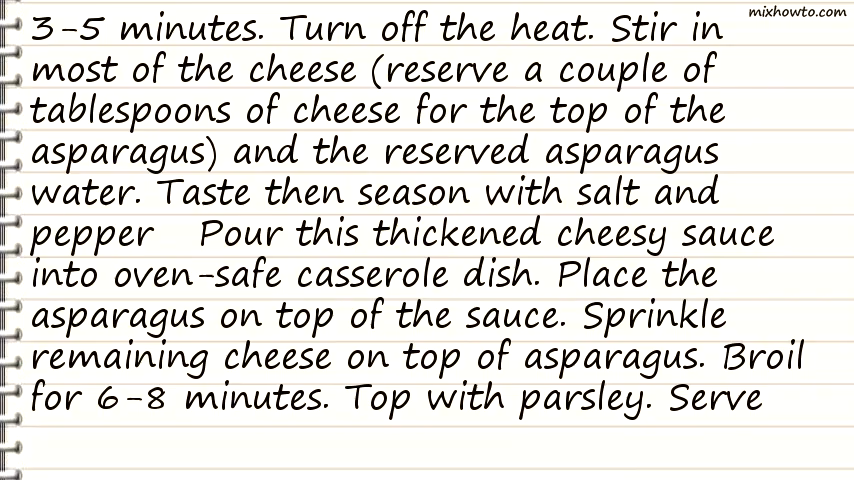 mixhowto.com
3-5 minutes. Turn off the heat. Stir in
most of the cheese (reserve a couple of
tablespoons of cheese for the top of the
asparagus) and the reserved asparagus
water. Taste then season with salt and
pepper   Pour this thickened cheesy sauce
into oven-safe casserole dish. Place the
asparagus on top of the sauce. Sprinkle
remaining cheese on top of asparagus. Broil
for 6-8 minutes. Top with parsley. Serve